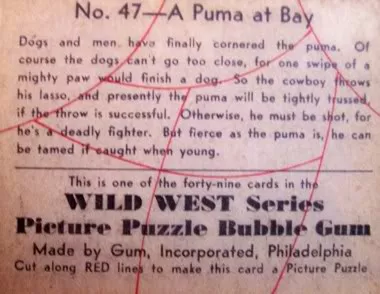 No. 47—A Puma at Bay
Dogs and men have finally cornered the puma. Of
course the dogs can't go too close, for one swipe of a
mighty paw would finish a dog. So the cowboy throws
his lasso, and presently the puma will be tightly trussed,
if the throw is successful. Otherwise, he must be shot, for
he's a deadly fighter. But fierce as the puma is, he can
be tamed if caught when young.
This is one of the forty-nine cards in the
WILD WEST Series
Picture Puzzle Bubble Gum
Made by Gum, Incorporated, Philadelphia
Cut along RED lines to make this card a Picture Puzzle